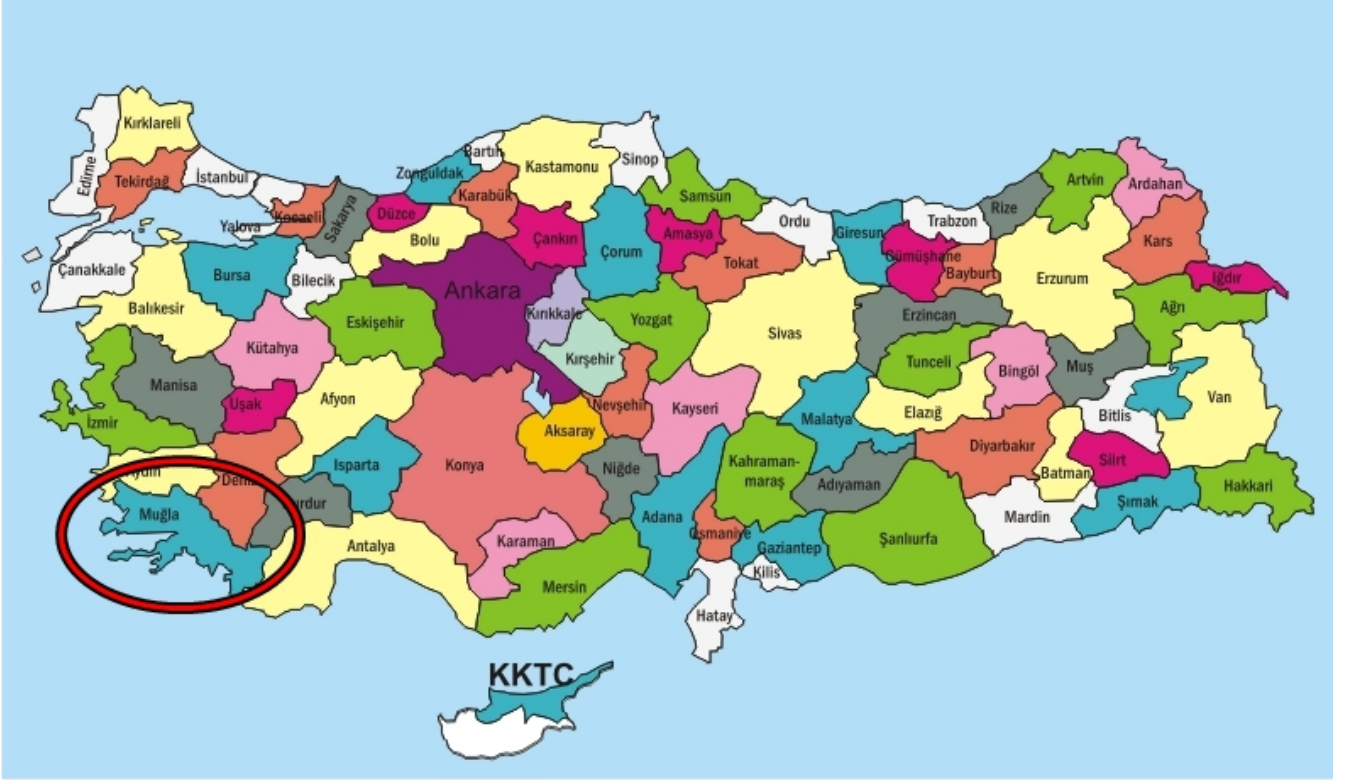 Kırklareli
Edirne
Tekirdağ
İstanbul
Yalova
Kocaeli
Sakarya
Düzce
Zonguldak
Bartın
Karabük
Kastamonu
Sinop
Samsun
Bolu
Çankırı
Çorum
Amasya
Tokat
Ordu
Giresun
Trabzon
Gümüşhane
Bayburt
Rize
Artvin
Ardahan
Kars
Iğdır
Çanakkale
Balıkesir
Bursa
Bilecik
Eskişehir
Kütahya
Ankara
Kırıkkale
Kırşehir
Yozgat
Sivas
Erzincan
Erzurum
Ağrı
Tunceli
Bingöl
Muş
Bitlis
Van
Manisa
Uşak
Afyon
İzmir
Konya
Aksaray
Nevşehir
Kayseri
Malatya
Elazığ
Diyarbakır
Batman
Siirt
Şırnak
Hakkari
Aydın
Deni
Isparta
urdur
Niğde
Kahraman-
maraş
Adıyaman
Mardin
Şanlıurfa
Muğla
Antalya
Karaman
Mersin
Adana
Osmaniye
Gaziantep
Kilis
Hatay
KKTC